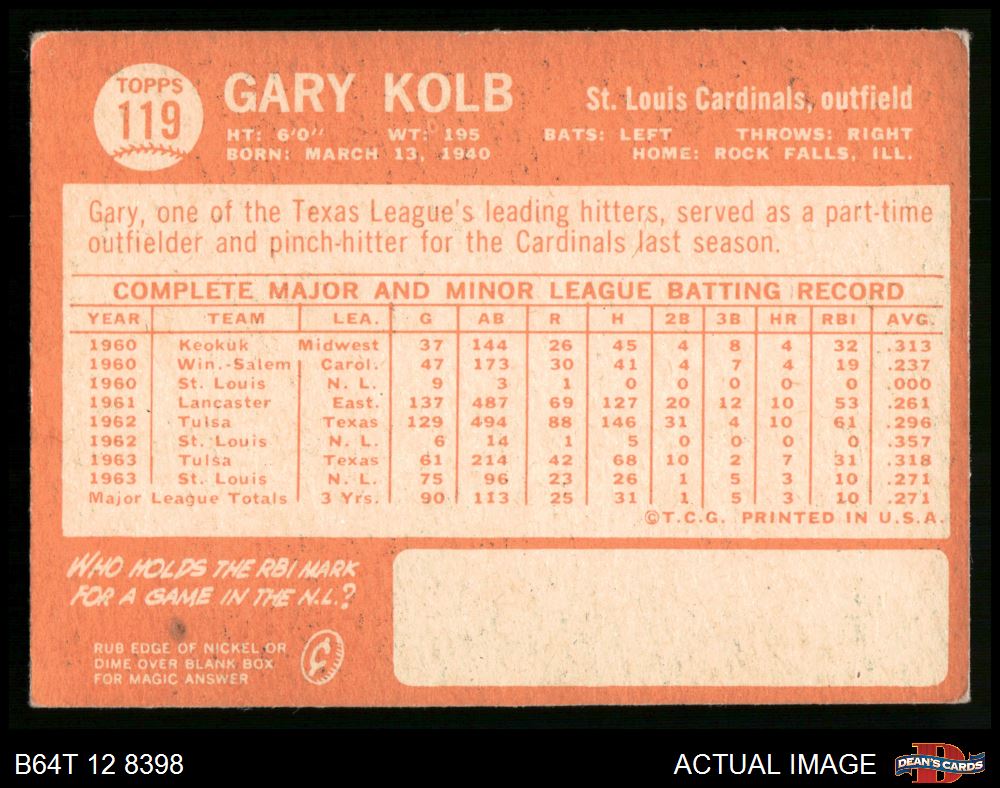 TOPPS
119
GARY KOLB
St. Louis Cardinals, outfield
HT: 6'0" WT: 195 BATS: LEFT THROWS: RIGHT
BORN: MARCH 13, 1940 HOME: ROCK FALLS, ILL.
Gary, one of the Texas League's leading hitters, served as a part-time
outfielder and pinch-hitter for the Cardinals last season.
COMPLETE MAJOR AND MINOR LEAGUE BATTING RECORD
YEAR TEAM LEA. G AB R H 2B 3B HR RBI AVG.
1960 Keokuk Midwest 37 144 26 45 4 8 4 32 .313
1960 Win.-Salem Carol. 47 173 30 41 4 7 4 19 .237
1960 St. Louis N. L. 9 3 1 0 0 0 0 0 .000
1961 Lancaster East. 137 487 69 127 20 12 10 53 .261
1962 Tulsa Texas 129 494 88 146 31 4 10 61 .296
1962 St. Louis N. L. 6 14 1 5 0 0 0 0 .357
1963 Tulsa Texas 61 214 42 68 10 2 7 31 .318
1963 St. Louis N. L. 75 96 23 26 1 5 3 10 .271
Major League Totals 3 Yrs. 90 113 25 31 1 5 3 10 .271
©T.C.G. PRINTED IN U.S.A.
WHO HOLDS THE RBI MARK
FOR A GAME IN THE N.L.?
RUB EDGE OF NICKEL OR
DIME OVER BLANK BOX
FOR MAGIC ANSWER
B64T 12 8398
ACTUAL IMAGE
DEAN'S CARDS